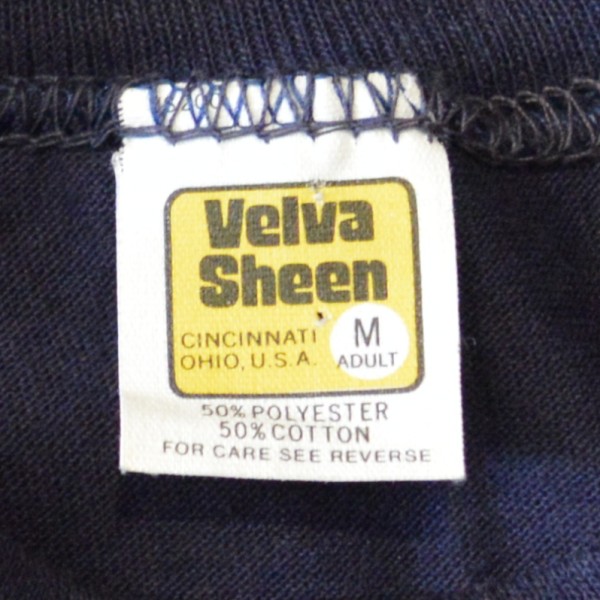 Velva
Sheen
CINCINNATI
OHIO, U.S.A.
M
ADULT
50% POLYESTER
50% COTTON
FOR CARE SEE REVERSE